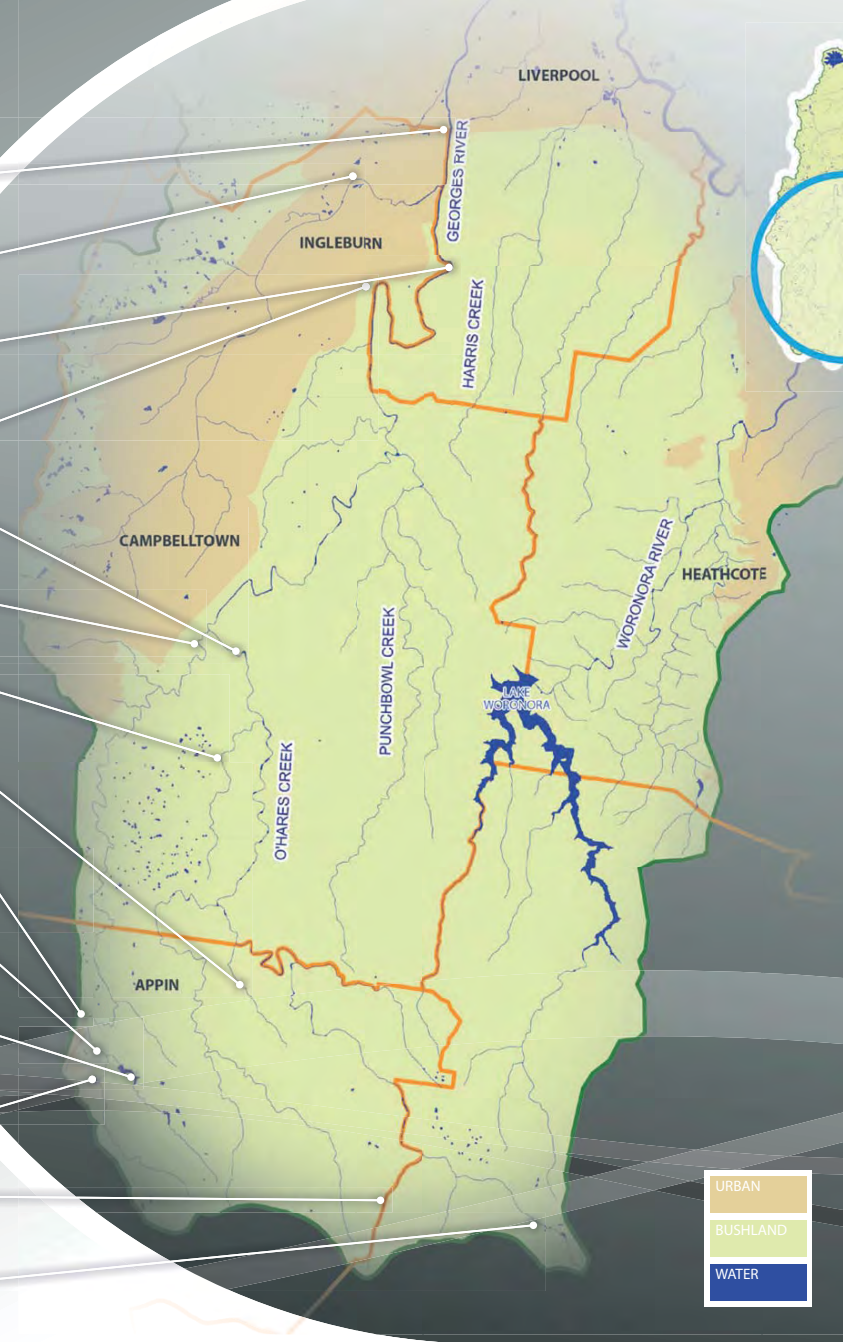 LIVERPOOL
GEORGES RIVER
INGLEBURN
HARRIS CREEK
CAMPBELLTOWN
WORONORA RIVER
HEATHCOTE
PUNCHBOWL CREEK
LAKE
WORONORA
O'HARES CREEK
APPIN
URBAN
BUSHLAND
WATER